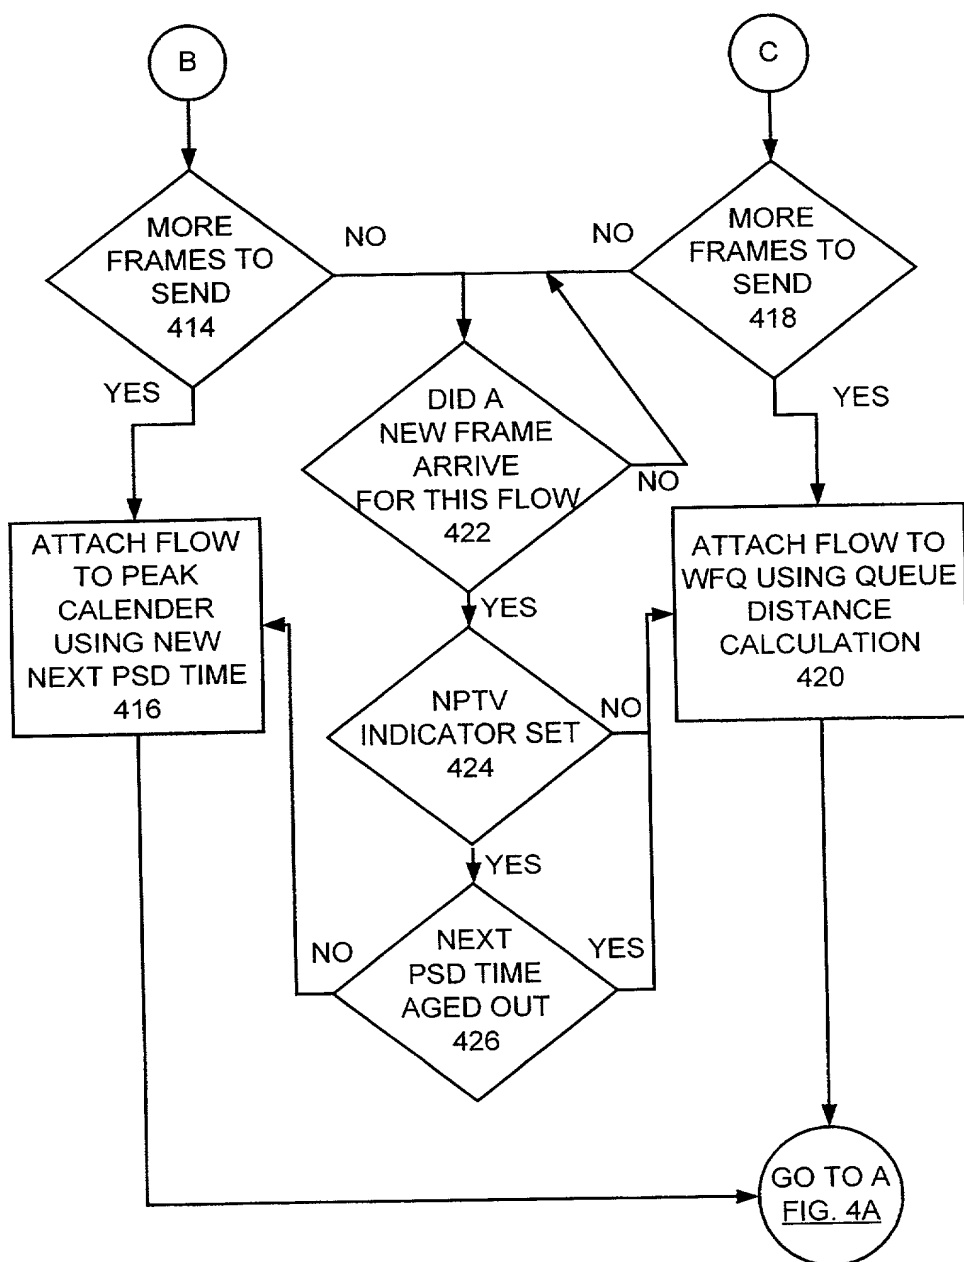 B
C
MORE
FRAMES TO
SEND
414
NO
NO
MORE
FRAMES TO
SEND
418
YES
YES
DID A
NEW FRAME
ARRIVE
FOR THIS FLOW
422
NO
ATTACH FLOW
TO PEAK
CALENDER
USING NEW
NEXT PSD TIME
416
ATTACH FLOW TO
WFQ USING QUEUE
DISTANCE
CALCULATION
420
YES
NPTV
INDICATOR SET
424
NO
YES
NO
NEXT
PSD TIME
AGED OUT
426
YES
GO TO A
FIG. 4A